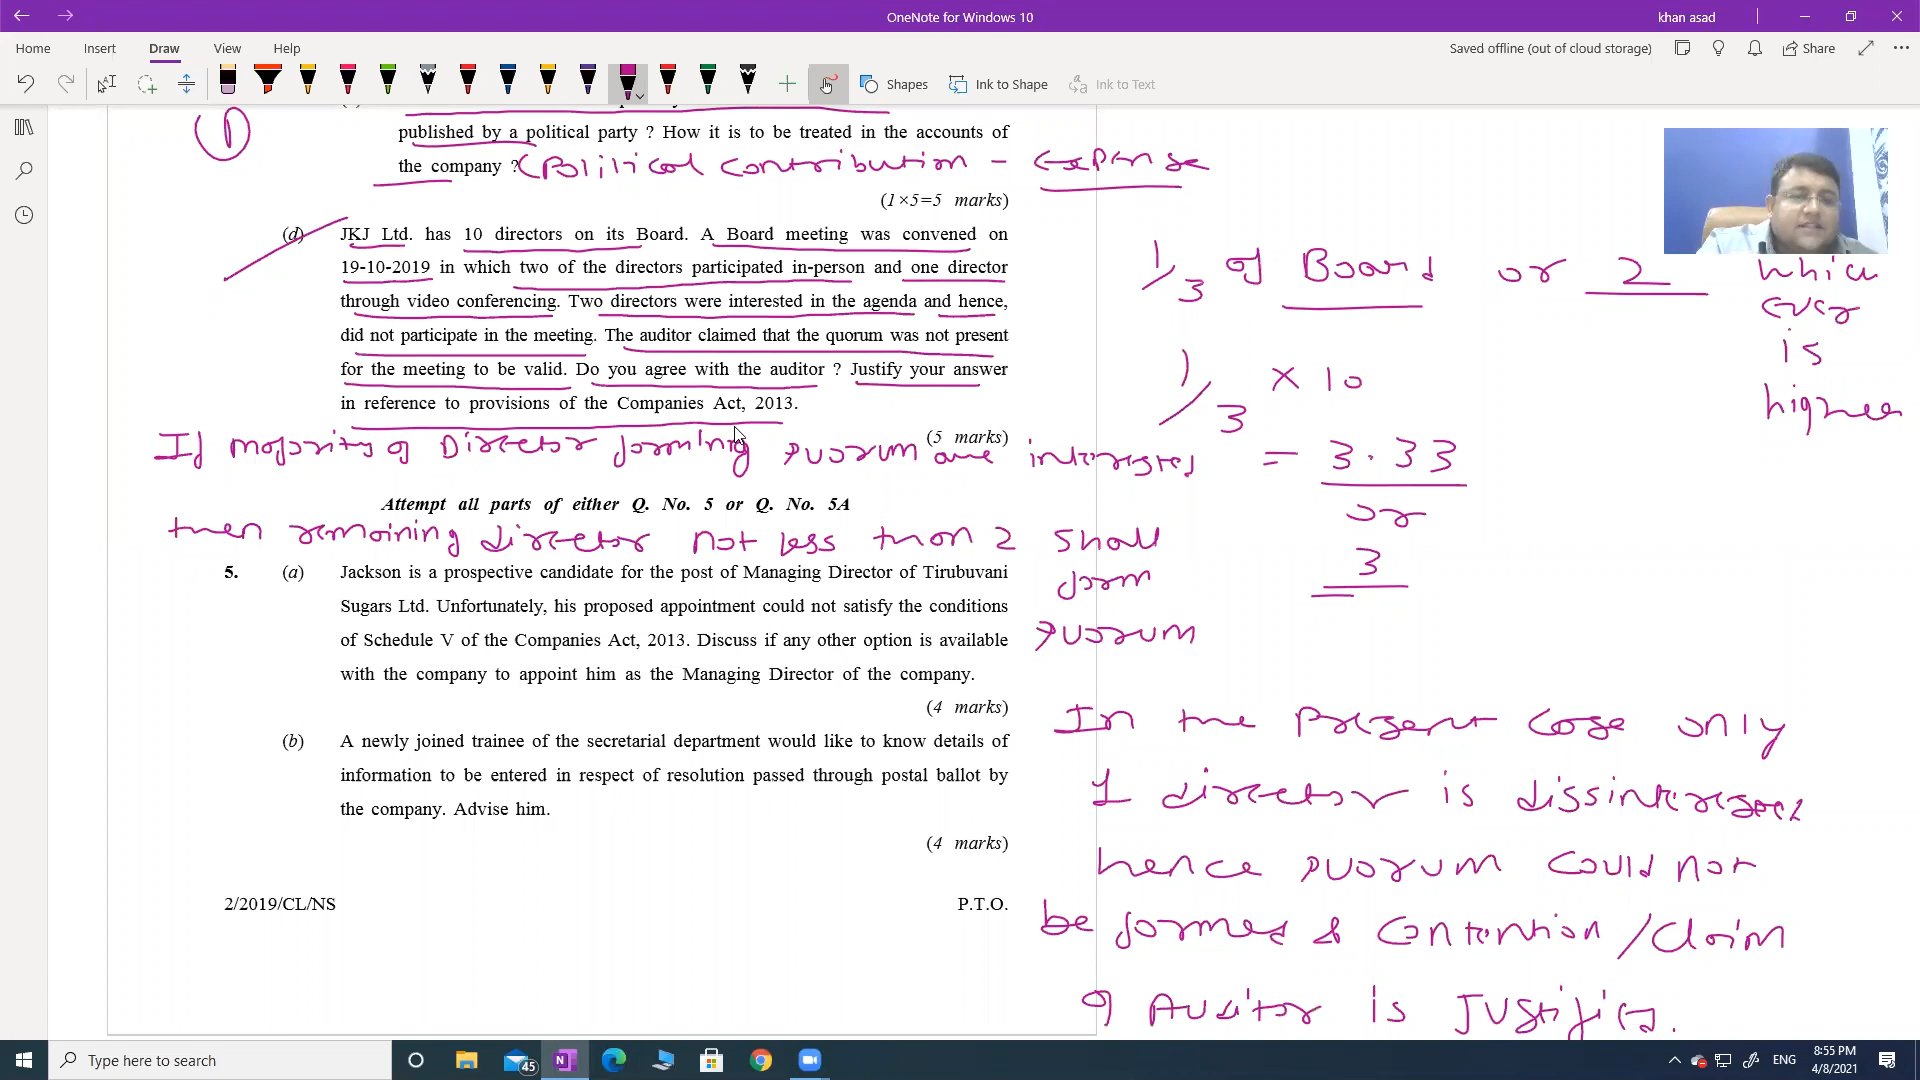 OneNote for Windows 10
khan asad
Home Insert Draw View Help
Saved offline (out of cloud storage)
Share
Shapes
Ink to Shape
Ink to Text
published by a political party ? How it is to be treated in the accounts of
the company ? (Political Contribution - Expense
(1×5=5 marks)
(d) JKJ Ltd. has 10 directors on its Board. A Board meeting was convened on
19-10-2019 in which two of the directors participated in-person and one director
through video conferencing. Two directors were interested in the agenda and hence,
did not participate in the meeting. The auditor claimed that the quorum was not present
for the meeting to be valid. Do you agree with the auditor ? Justify your answer
in reference to provisions of the Companies Act, 2013.
(5 marks)
If majority of Director forming quorum are interested
Attempt all parts of either Q. No. 5 or Q. No. 5A
then remaining director not less than 2 shall
form
quorum
5. (a) Jackson is a prospective candidate for the post of Managing Director of Tirubuvani
Sugars Ltd. Unfortunately, his proposed appointment could not satisfy the conditions
of Schedule V of the Companies Act, 2013. Discuss if any other option is available
with the company to appoint him as the Managing Director of the company.
(4 marks)
(b) A newly joined trainee of the secretarial department would like to know details of
information to be entered in respect of resolution passed through postal ballot by
the company. Advise him.
(4 marks)
2/2019/CL/NS
P.T.O.
1/3 of Board or 2 which
ever
is
higher
1/3 × 10
= 3.33
or
3
In the Present Case only
1 director is dissinterested
hence quorum could not
be formed & Contention / Claim
of Auditor is Justified.
Type here to search
45
ENG
8:55 PM
4/8/2021